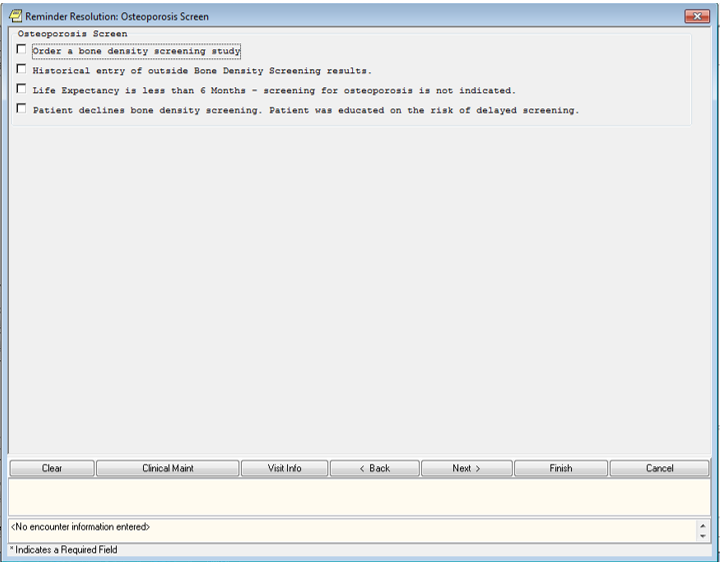 Reminder Resolution: Osteoporosis Screen
Osteoporosis Screen
Order a bone density screening study
Historical entry of outside Bone Density Screening results.
Life Expectancy is less than 6 Months - screening for osteoporosis is not indicated.
Patient declines bone density screening. Patient was educated on the risk of delayed screening.
Clear Clinical Maint Visit Info < Back Next > Finish Cancel
<No encounter information entered>
* Indicates a Required Field